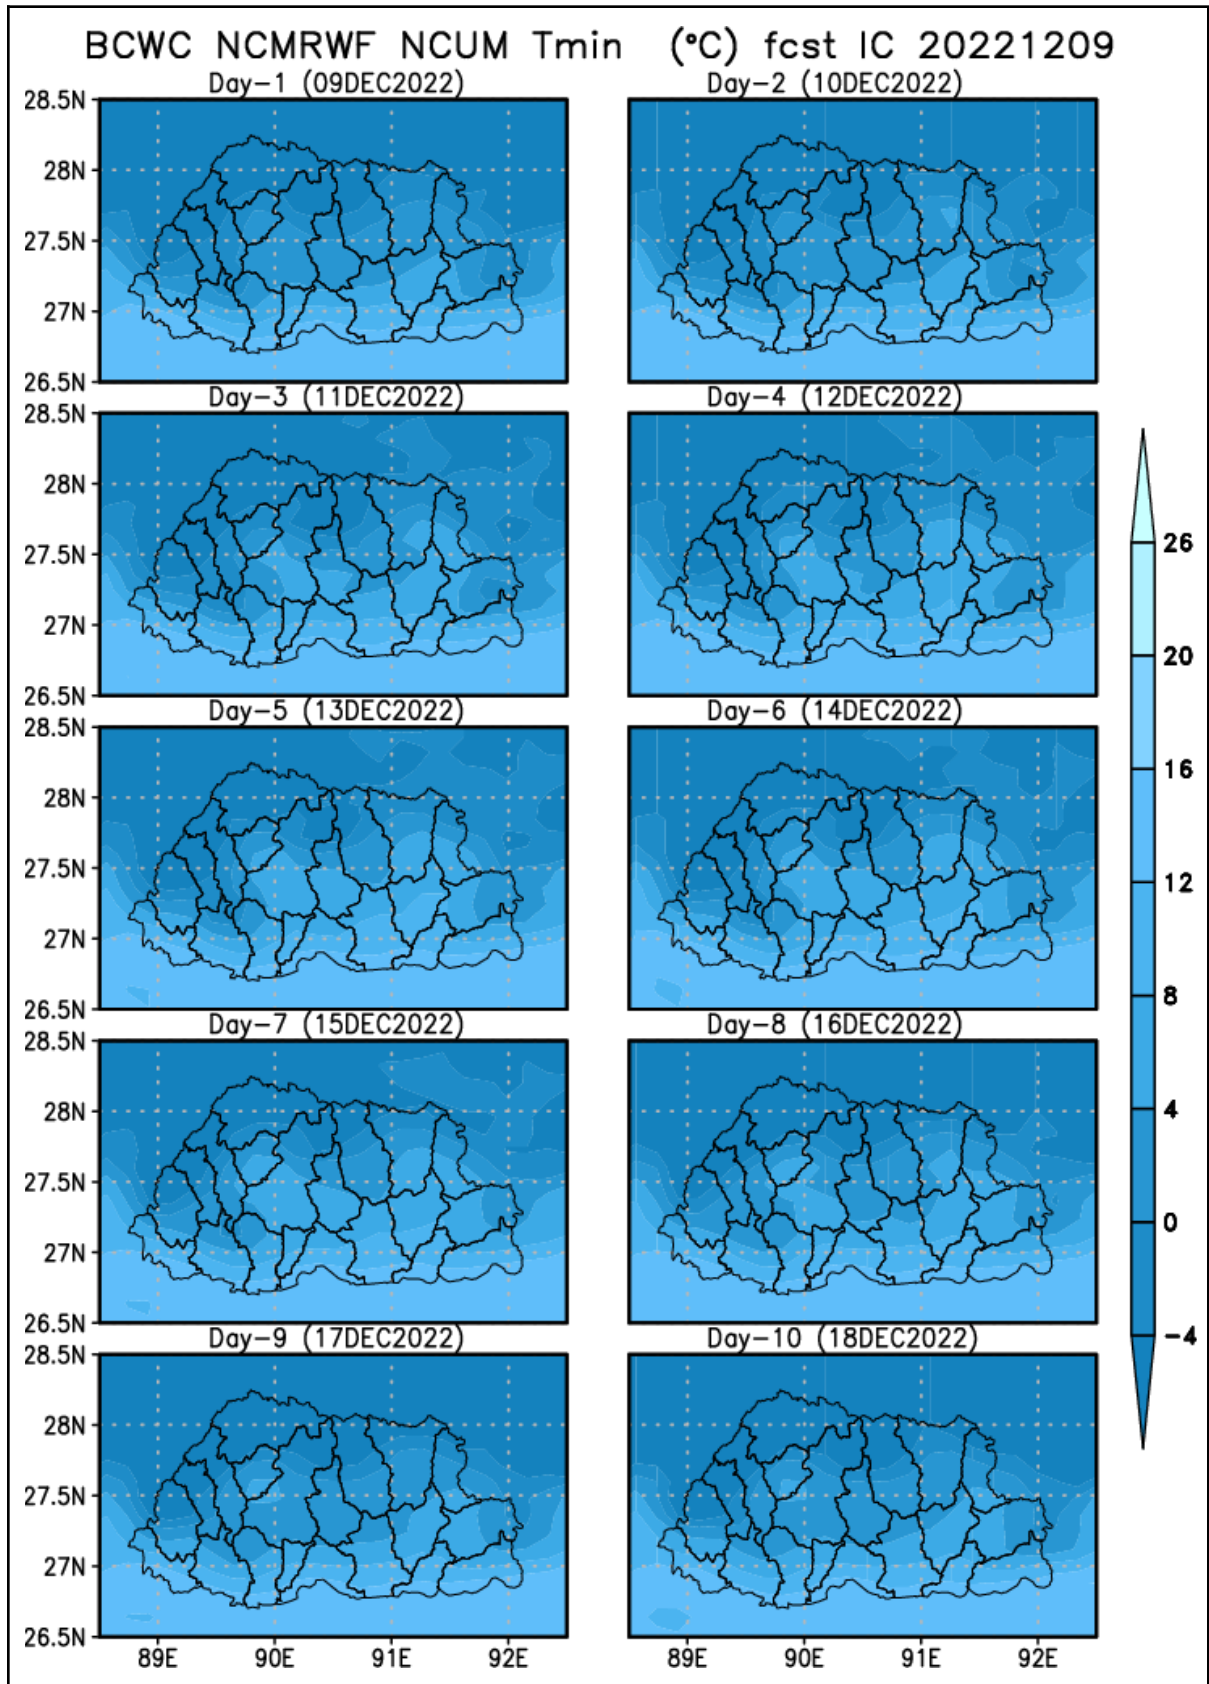 BCWC NCMRWF NCUM Tmin (°C) fcst IC 20221209
Day-1 (09DEC2022) Day-2 (10DEC2022)
28.5N
28N
27.5N
27N
26.5N
Day-3 (11DEC2022) Day-4 (12DEC2022)
28.5N
28N
27.5N
27N
26.5N
Day-5 (13DEC2022) Day-6 (14DEC2022)
28.5N
28N
27.5N
27N
26.5N
Day-7 (15DEC2022) Day-8 (16DEC2022)
28.5N
28N
27.5N
27N
26.5N
Day-9 (17DEC2022) Day-10 (18DEC2022)
28.5N
28N
27.5N
27N
26.5N
89E 90E 91E 92E 89E 90E 91E 92E
26
20
16
12
8
4
0
-4